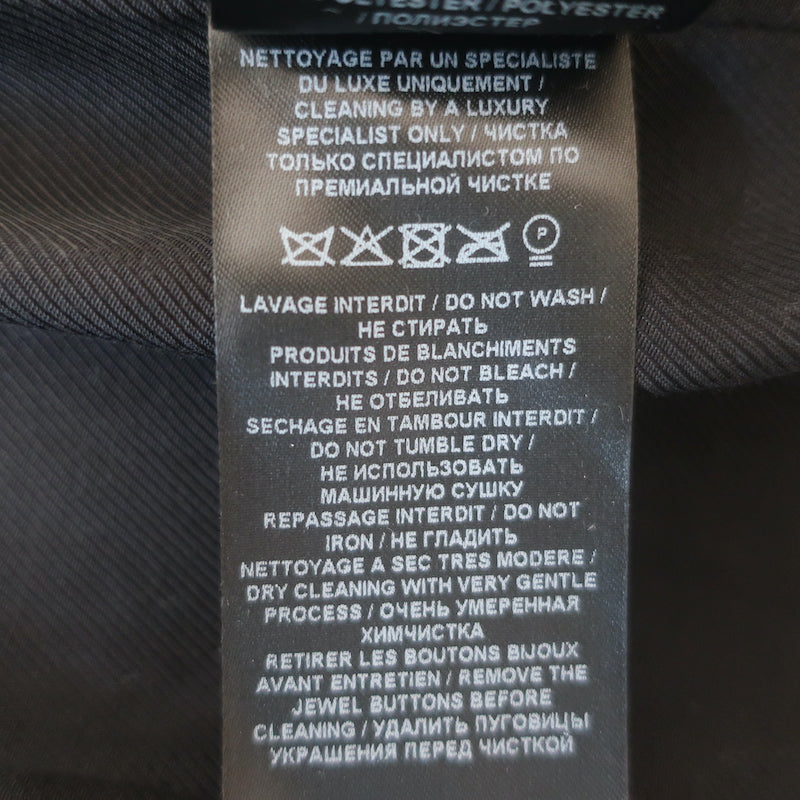 POLYESTER / POLYESTER
/ ПОЛИЭСТЕР
NETTOYAGE PAR UN SPECIALISTE
DU LUXE UNIQUEMENT /
CLEANING BY A LUXURY
SPECIALIST ONLY / ЧИСТКА
ТОЛЬКО СПЕЦИАЛИСТОМ ПО
ПРЕМИАЛЬНОЙ ЧИСТКЕ
P
LAVAGE INTERDIT / DO NOT WASH /
НЕ СТИРАТЬ
PRODUITS DE BLANCHIMENTS
INTERDITS / DO NOT BLEACH /
НЕ ОТБЕЛИВАТЬ
SECHAGE EN TAMBOUR INTERDIT /
DO NOT TUMBLE DRY /
НЕ ИСПОЛЬЗОВАТЬ
МАШИННУЮ СУШКУ
REPASSAGE INTERDIT / DO NOT
IRON / НЕ ГЛАДИТЬ
NETTOYAGE A SEC TRES MODERE /
DRY CLEANING WITH VERY GENTLE
PROCESS / ОЧЕНЬ УМЕРЕННАЯ
ХИМЧИСТКА
RETIRER LES BOUTONS BIJOUX
AVANT ENTRETIEN / REMOVE THE
JEWEL BUTTONS BEFORE
CLEANING / УДАЛИТЬ ПУГОВИЦЫ
УКРАШЕНИЯ ПЕРЕД ЧИСТКОЙ